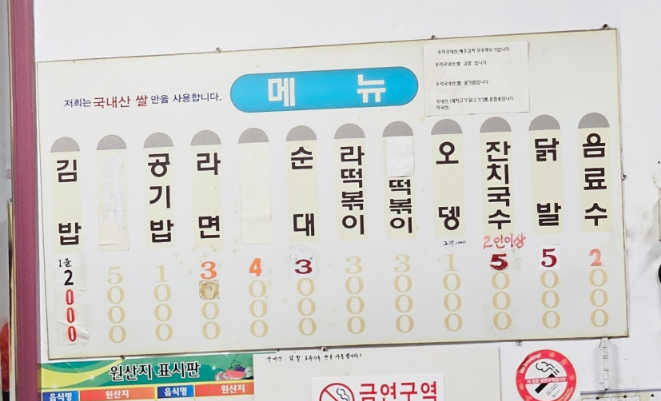 저희는 국내산 쌀만을 사용합니다.
메 뉴
김밥
공기밥
라면
순대
라떡볶이
떡볶이
오뎅
잔치국수
닭발
음료수
2인이상
1줄
2000
5000
1000
3000
4000
3000
3000
3000
1000
5000
5000
2000
원산지 표시판
음식명 원산지 음식명 원산지
금연구역
No Smoking!